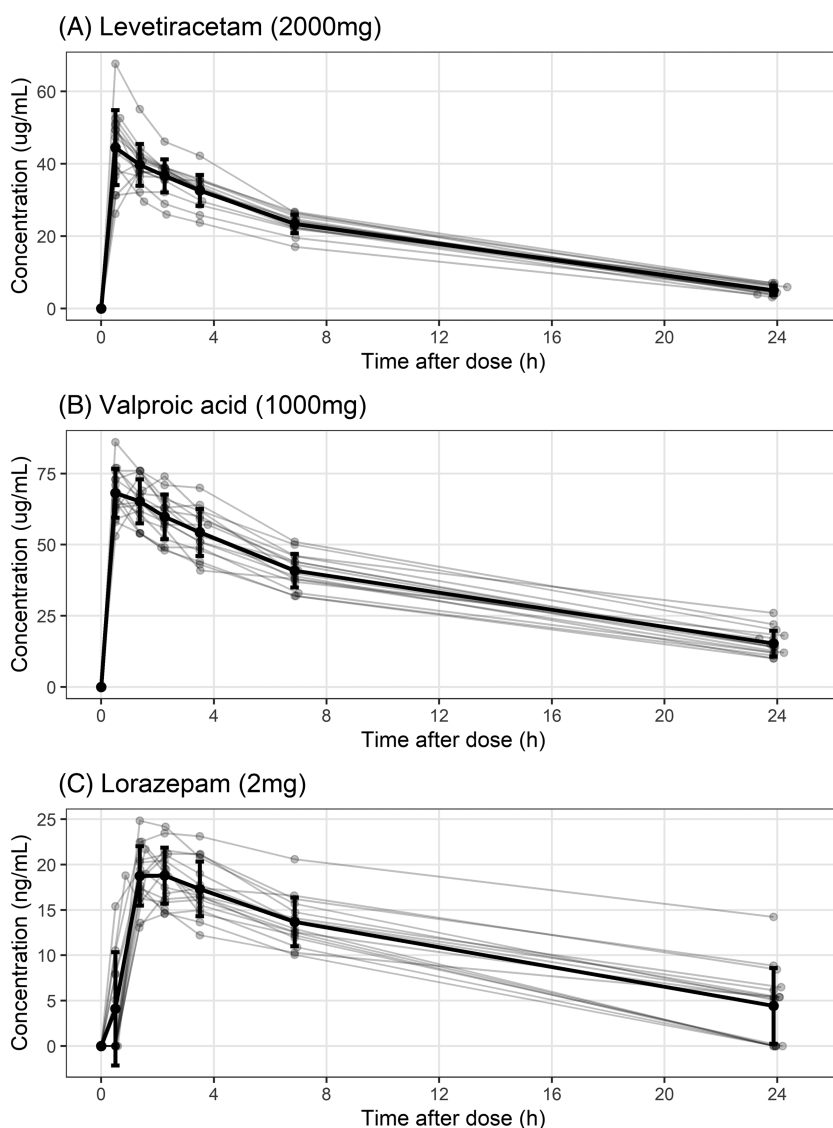 (A) Levetiracetam (2000mg)
Concentration (ug/mL)
60
40
20
0
0 4 8 12 16 20 24
Time after dose (h)
(B) Valproic acid (1000mg)
Concentration (ug/mL)
75
50
25
0
0 4 8 12 16 20 24
Time after dose (h)
(C) Lorazepam (2mg)
Concentration (ng/mL)
25
20
15
10
5
0
0 4 8 12 16 20 24
Time after dose (h)